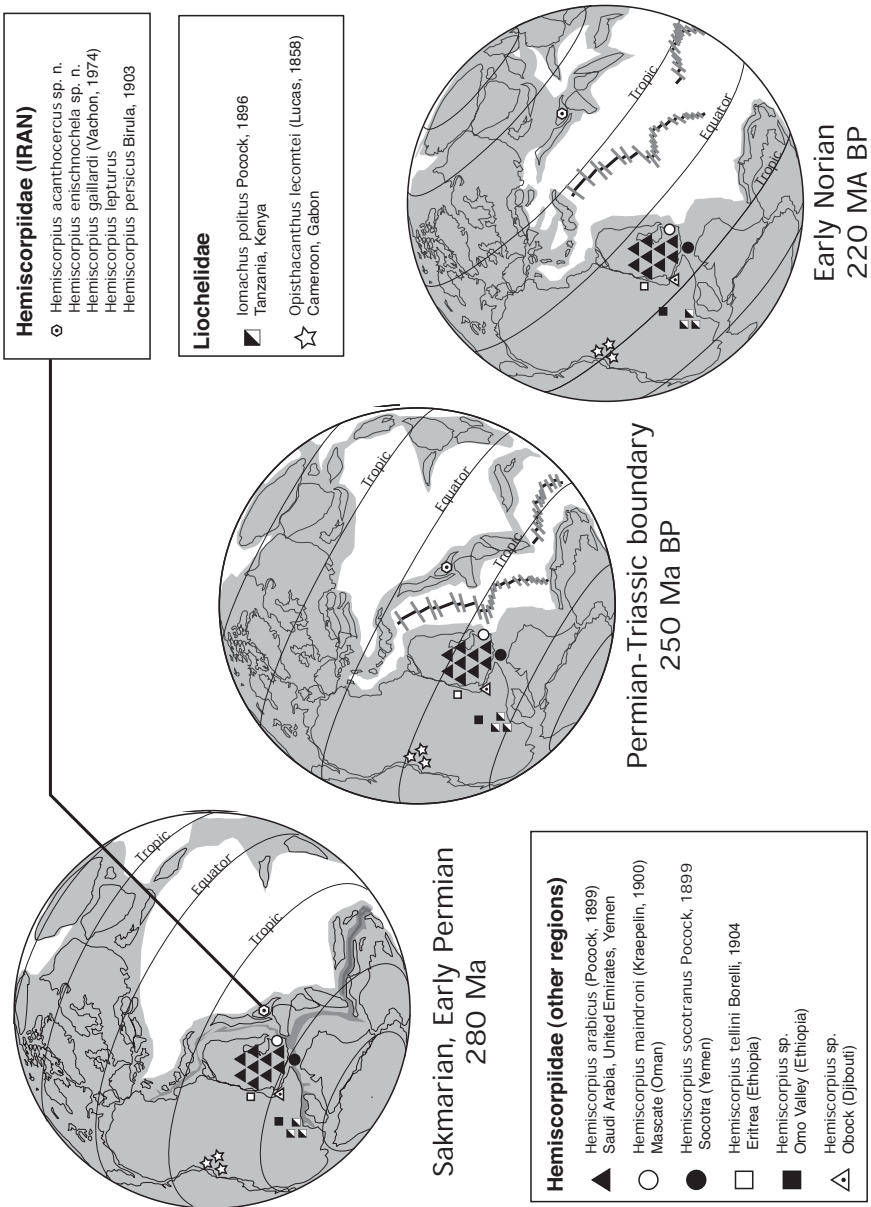 Hemiscorpiidae (IRAN)
Hemiscorpius acanthocercus sp. n.
Hemiscorpius enischnochela sp. n.
Hemiscorpius gaillardi (Vachon, 1974)
Hemiscorpius lepturus
Hemiscorpius persicus Birula, 1903
Liochelidae
Iomachus politus Pocock, 1896
Tanzania, Kenya
Opisthacanthus lecomtei (Lucas, 1858)
Cameroon, Gabon
Tropic
Equator
Tropic
Sakmarian, Early Permian
280 Ma
Tropic
Equator
Tropic
Permian-Triassic boundary
250 Ma BP
Tropic
Equator
Tropic
Early Norian
220 MA BP
Hemiscorpiidae (other regions)
Hemiscorpius arabicus (Pocock, 1899)
Saudi Arabia, United Emirates, Yemen
Hemiscorpius maindroni (Kraepelin, 1900)
Mascate (Oman)
Hemiscorpius socotranus Pocock, 1899
Socotra (Yemen)
Hemiscorpius tellini Borelli, 1904
Eritrea (Ethiopia)
Hemiscorpius sp.
Omo Valley (Ethiopia)
Hemiscorpius sp.
Obock (Djibouti)